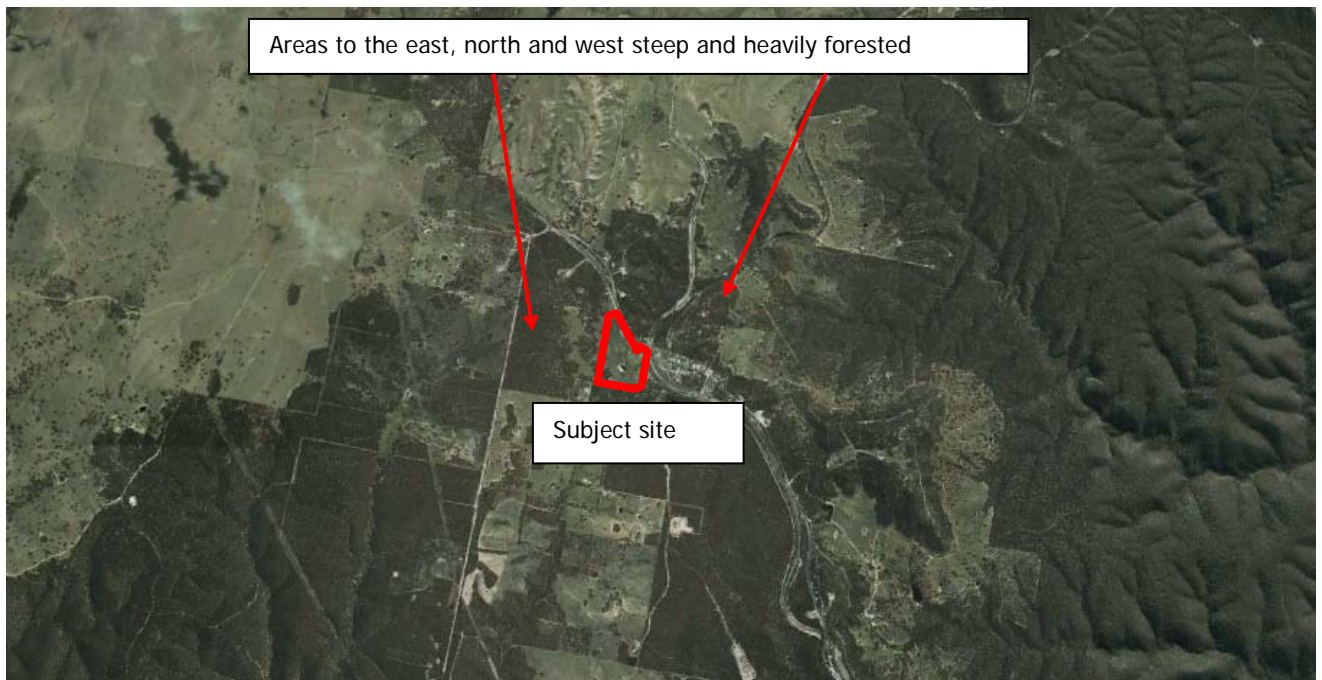 Areas to the east, north and west steep and heavily forested
Subject site